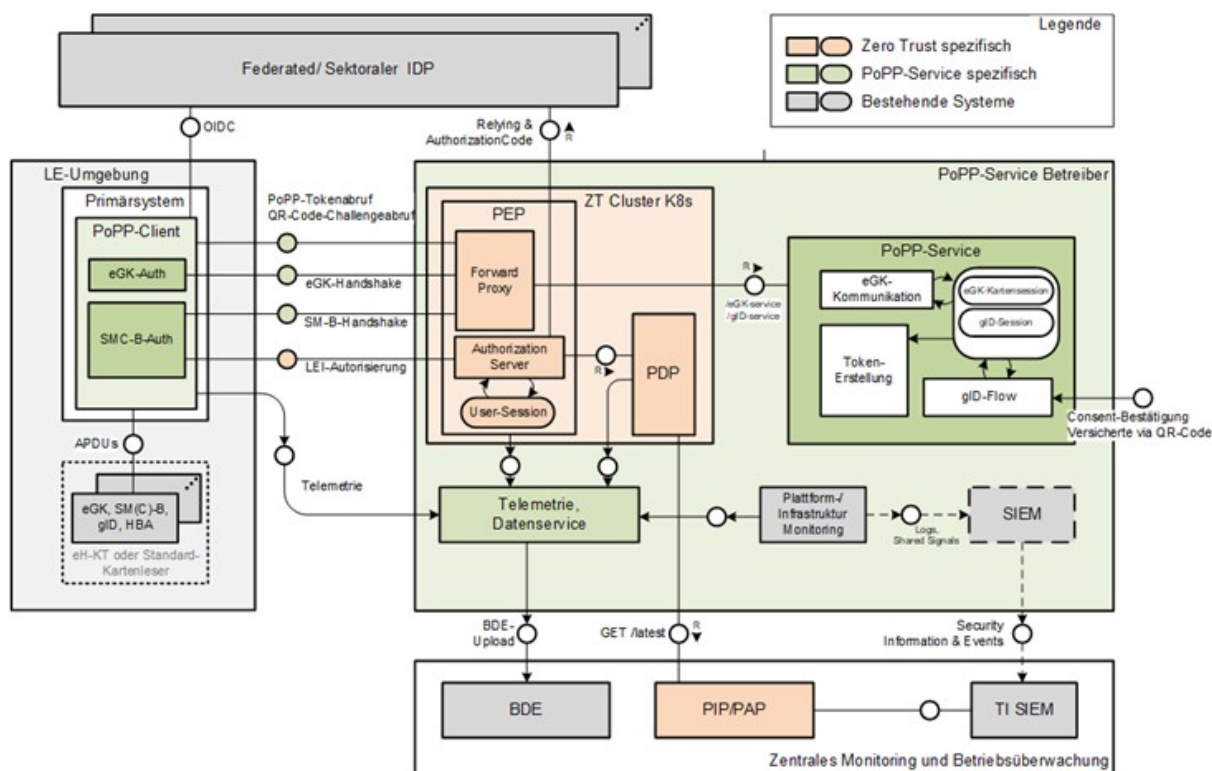 Legende
Zero Trust spezifisch
PoPP-Service spezifisch
Bestehende Systeme
Federated/ Sektoraler IDP
OIDC
Relying &
AuthorizationCode
R
LE-Umgebung
Primärsystem
PoPP-Client
eGK-Auth
SMC-B-Auth
APDUs
eGK, SM(C)-B,
gID, HBA
eH-KT oder Standard-
Kartenleser
PoPP-Tokenabruf
QR-Code-Challengeabruf
eGK-Handshake
SM-B-Handshake
LEI-Autorisierung
Telemetrie
PoPP-Service Betreiber
ZT Cluster K8s
PEP
Forward
Proxy
Authorization
Server
User-Session
R
PDP
R
/eGK-service
/gID-service
PoPP-Service
eGK-
Kommunikation
eGK-Kartensession
gID-Session
Token-
Erstellung
gID-Flow
Consent-Bestätigung
Versicherte via QR-Code
Telemetrie,
Datenservice
Plattform-/
Infrastruktur
Monitoring
Logs,
Shared Signals
SIEM
BDE-
Upload
GET /latest
R
Security
Information & Events
BDE
PIP/PAP
TI SIEM
Zentrales Monitoring und Betriebsüberwachung